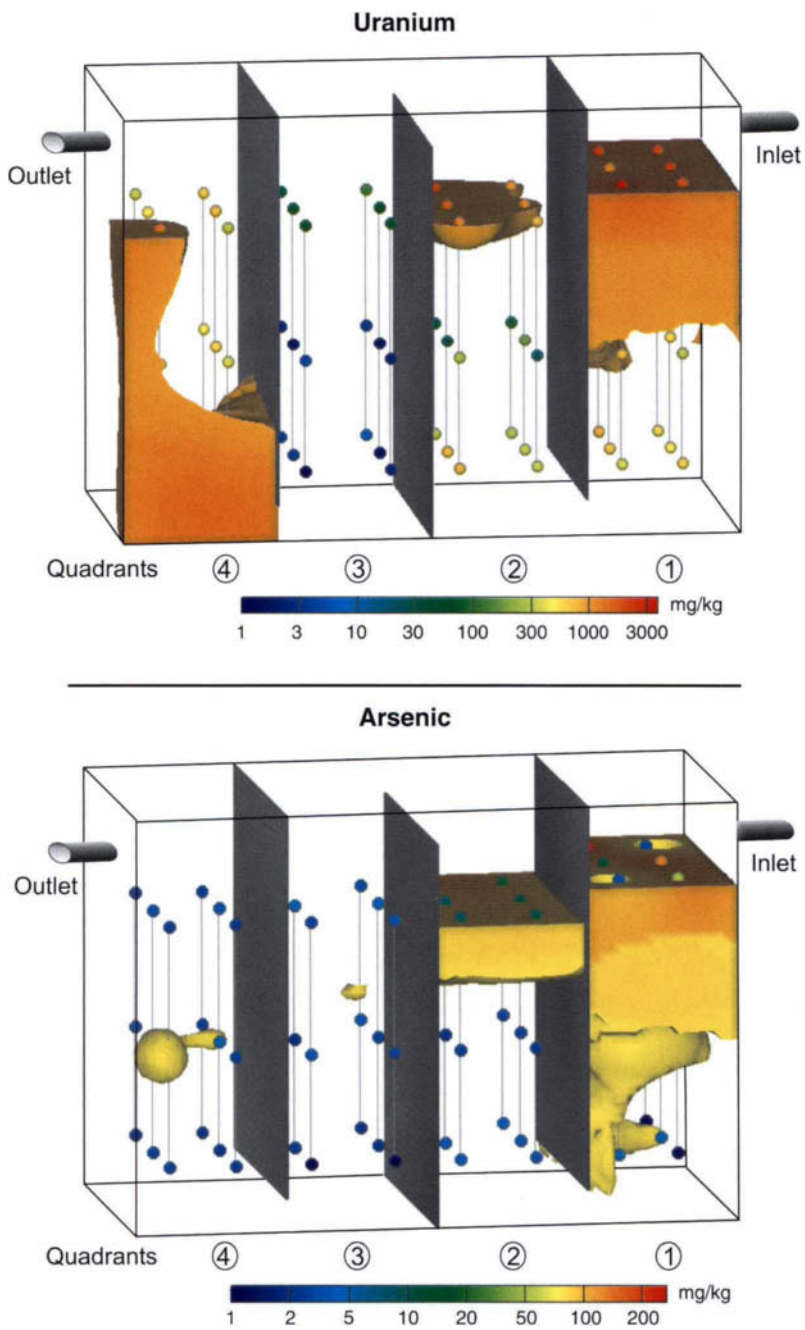 Uranium
Outlet
Inlet
Quadrants ④ ③ ② ①
mg/kg
1 3 10 30 100 300 1000 3000
Arsenic
Outlet
Inlet
Quadrants ④ ③ ② ①
mg/kg
1 2 5 10 20 50 100 200